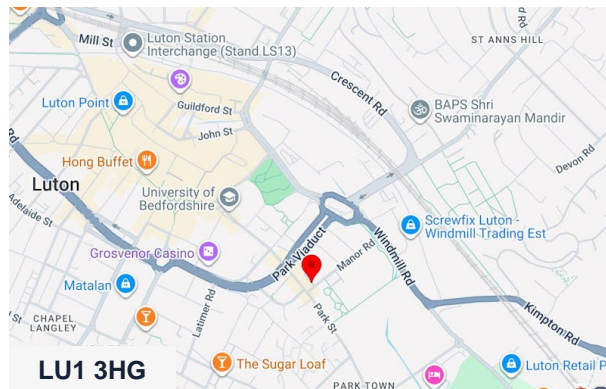 Mill St
Luton Station
Interchange (Stand LS13)
ST ANNS HILL
Crescent Rd
Luton Point
Guildford St
BAPS Shri
Swaminarayan Mandir
John St
Hong Buffet
Devon Rd
Rd
Luton
University of
Bedfordshire
Adelaide St
Screwfix Luton -
Windmill Trading Est
Park Viaduct
Windmill Rd
Grosvenor Casino
Manor Rd
Matalan
Latimer Rd
Kimpton Rd
Park St
CHAPEL
LANGLEY
St
The Sugar Loaf
Luton Retail P
PARK TOWN
LU1 3HG